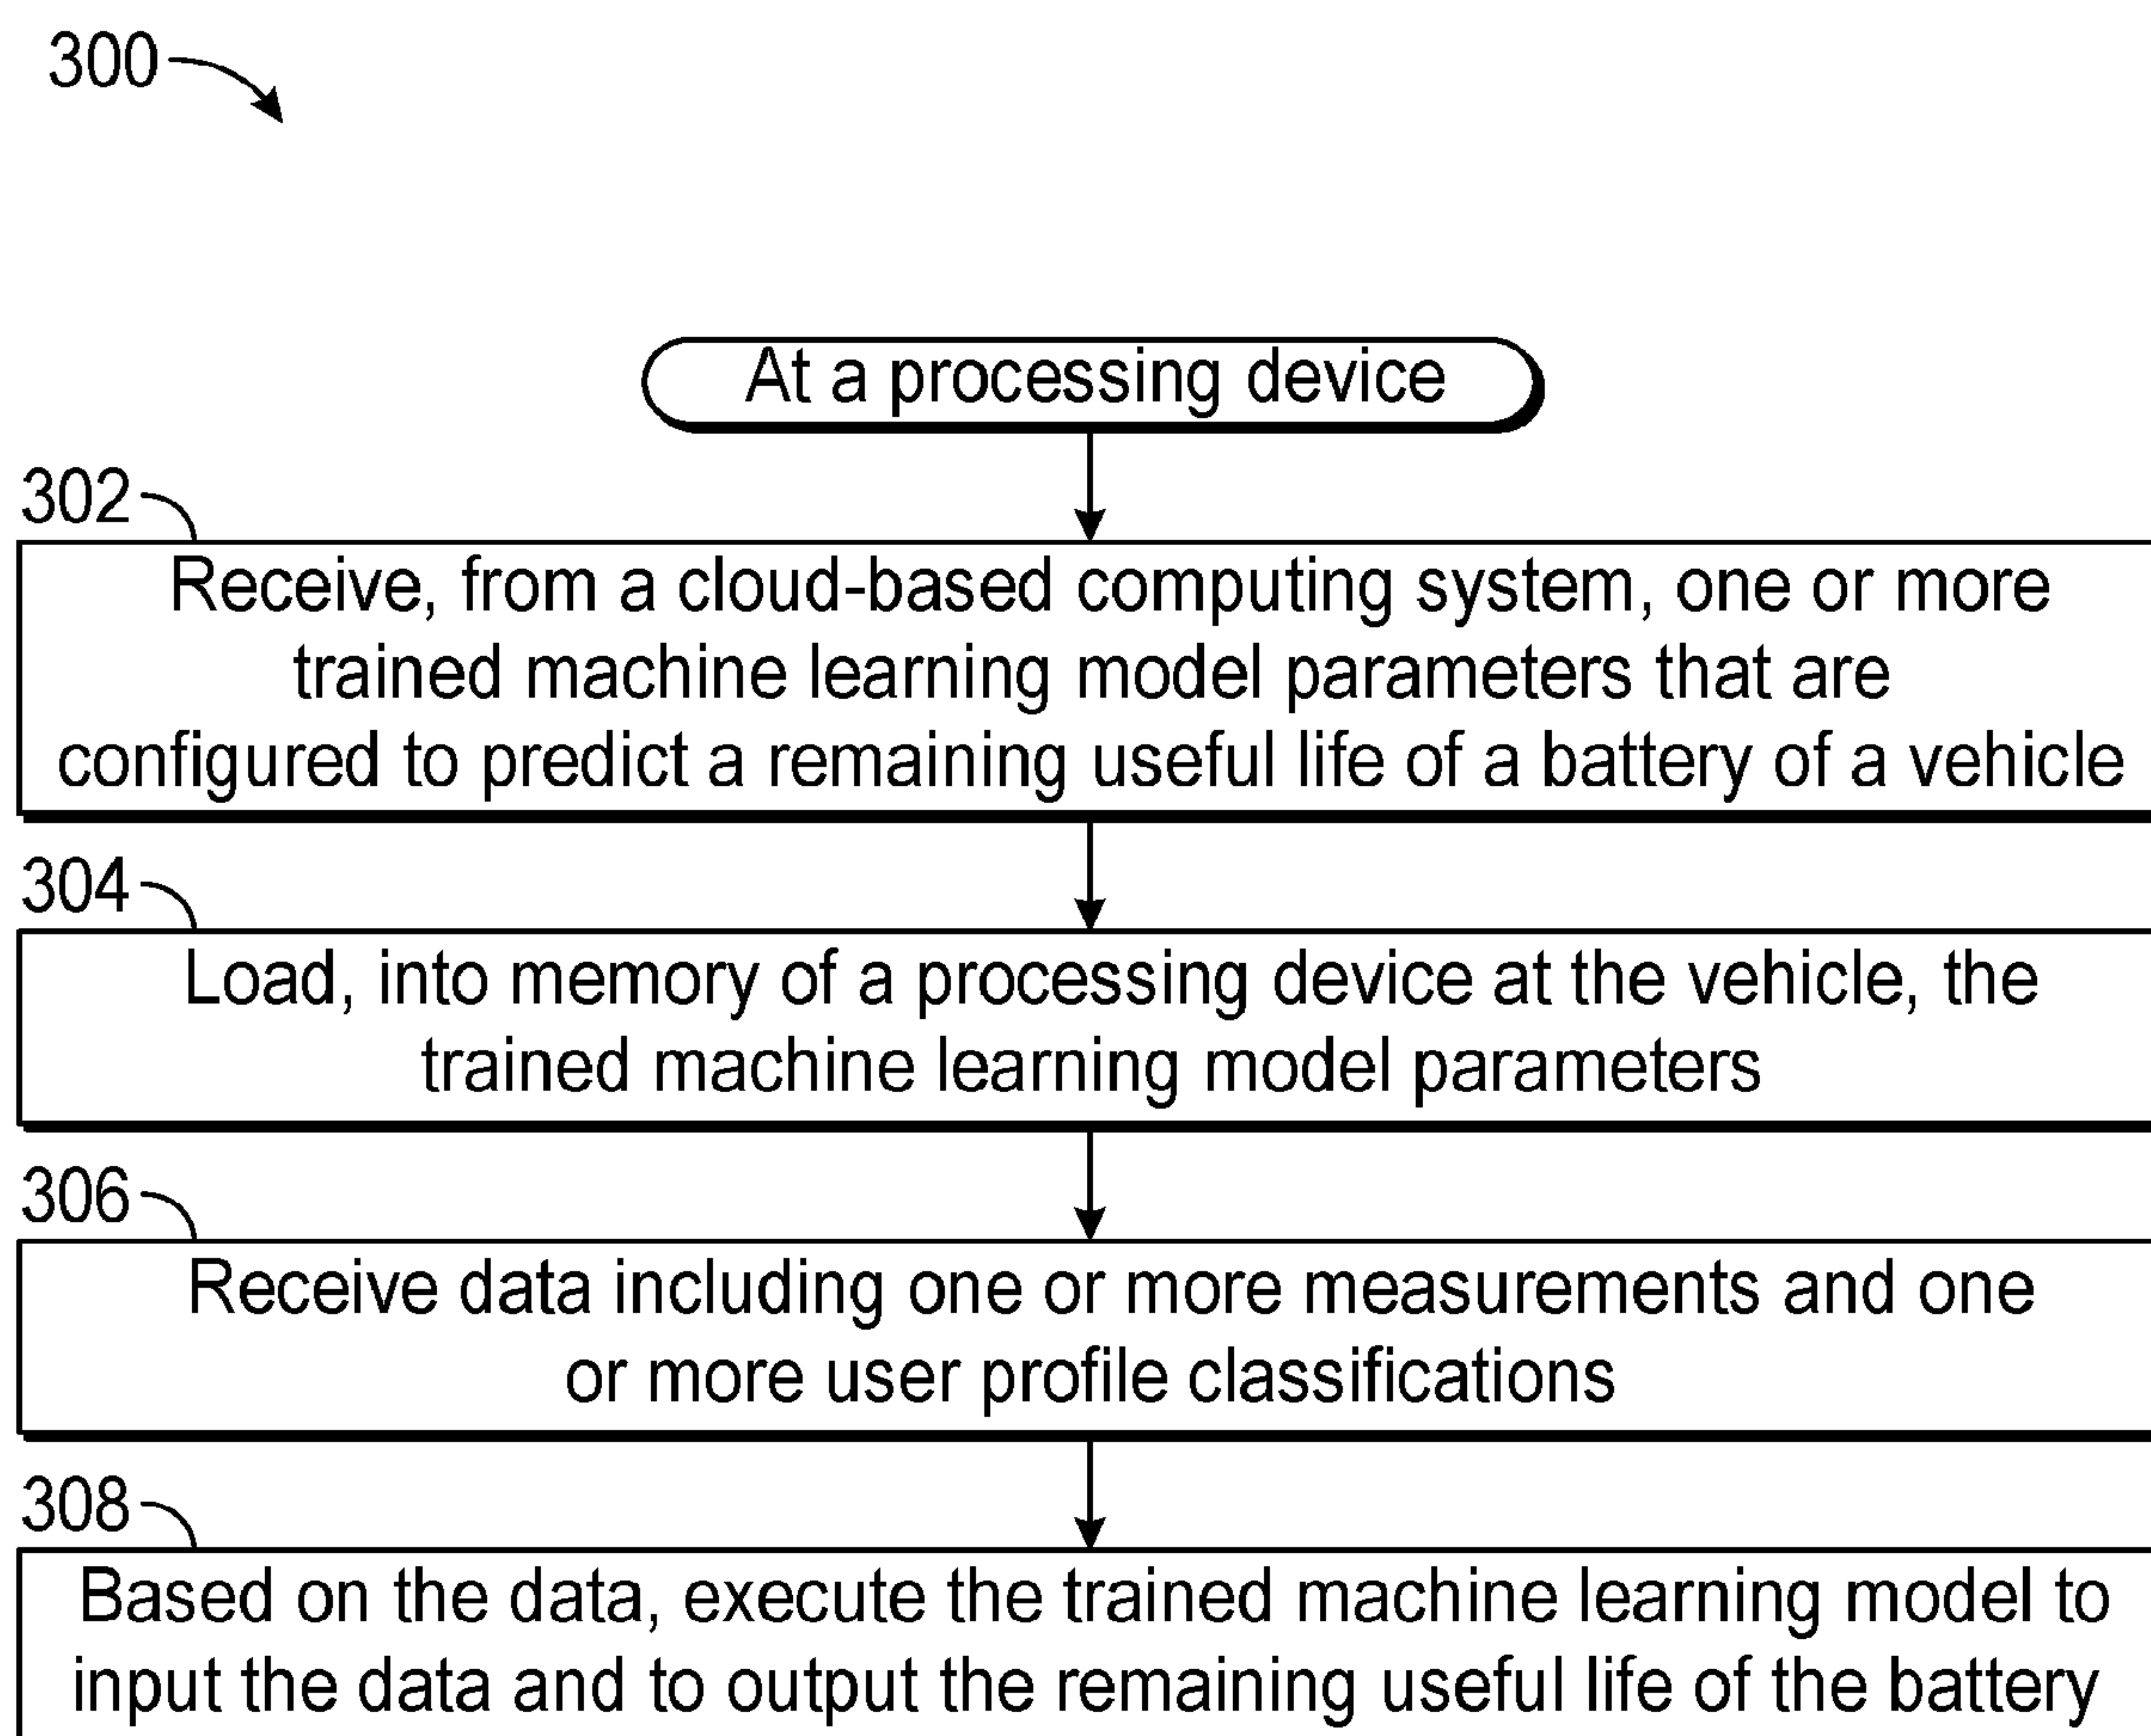 300
At a processing device
302
Receive, from a cloud-based computing system, one or more
trained machine learning model parameters that are
configured to predict a remaining useful life of a battery of a vehicle
304
Load, into memory of a processing device at the vehicle, the
trained machine learning model parameters
306
Receive data including one or more measurements and one
or more user profile classifications
308
Based on the data, execute the trained machine learning model to
input the data and to output the remaining useful life of the battery